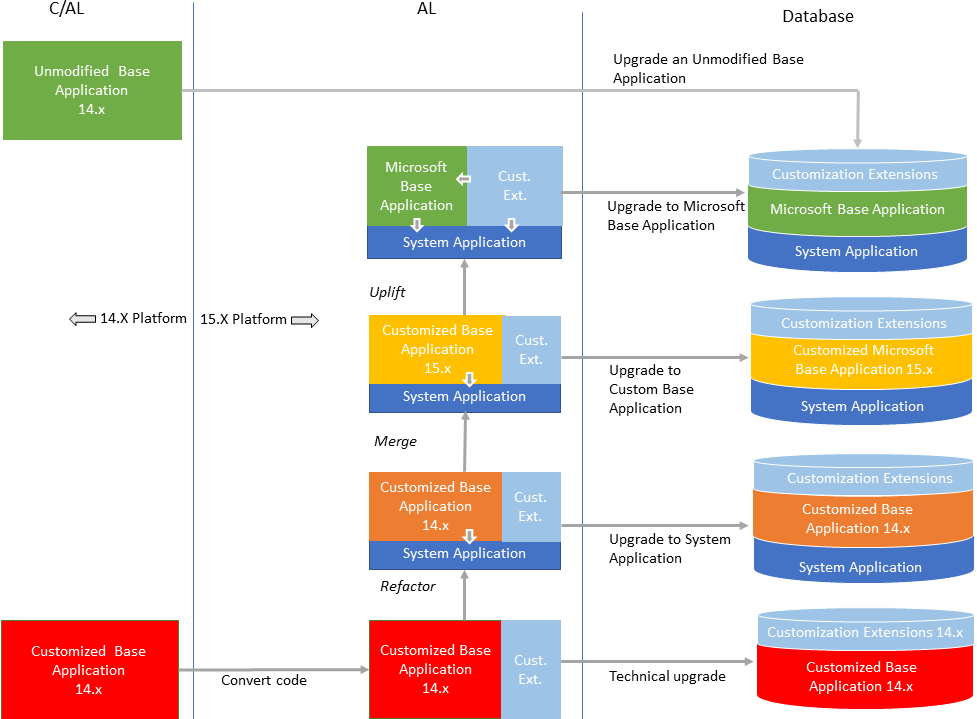 C/AL
AL
Database
Unmodified Base
Application
14.x
Upgrade an Unmodified Base
Application
Microsoft
Base
Application
Cust.
Ext.
System Application
Upgrade to Microsoft
Base Application
Customization Extensions
Microsoft Base Application
System Application
Uplift
14.X Platform
15.X Platform
Customized Base
Application
15.x
Cust.
Ext.
System Application
Upgrade to
Custom Base
Application
Customization Extensions
Customized Microsoft
Base Application 15.x
System Application
Merge
Customized Base
Application
14.x
Cust.
Ext.
System Application
Upgrade to System
Application
Customization Extensions
Customized Base
Application 14.x
System Application
Refactor
Customized Base
Application
14.x
Convert code
Customized Base
Application
14.x
Cust.
Ext.
Technical upgrade
Customization Extensions 14.x
Customized Base
Application 14.x